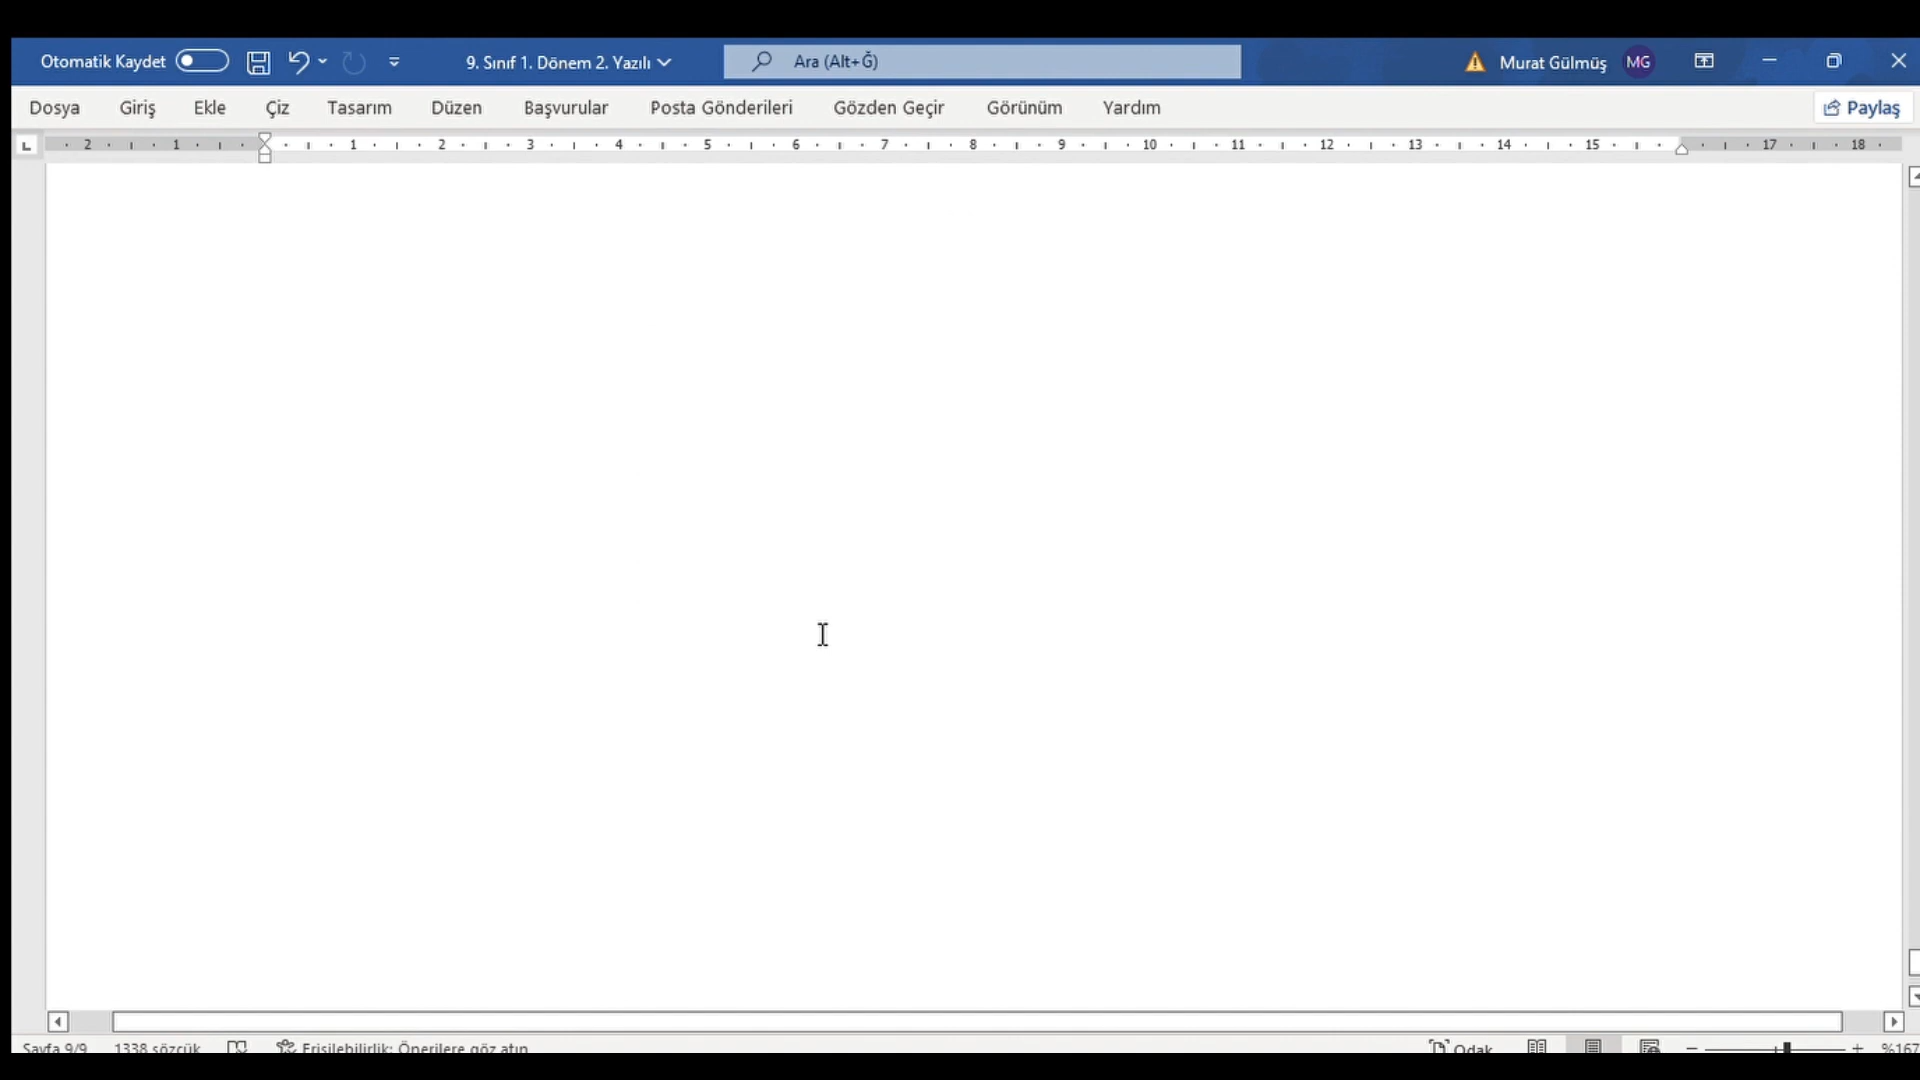 Otomatik Kaydet 9. Sınıf 1. Dönem 2. Yazılı Ara (Alt+Ğ) Murat Gülmüş MG
Dosya Giriş Ekle Çiz Tasarım Düzen Başvurular Posta Gönderileri Gözden Geçir Görünüm Yardım Paylaş
2 1 1 2 3 4 5 6 7 8 9 10 11 12 13 14 15 17 18
Sayfa 9/9 1338 sözcük Erişilebilirlik: Önerilere göz atın Odak %167